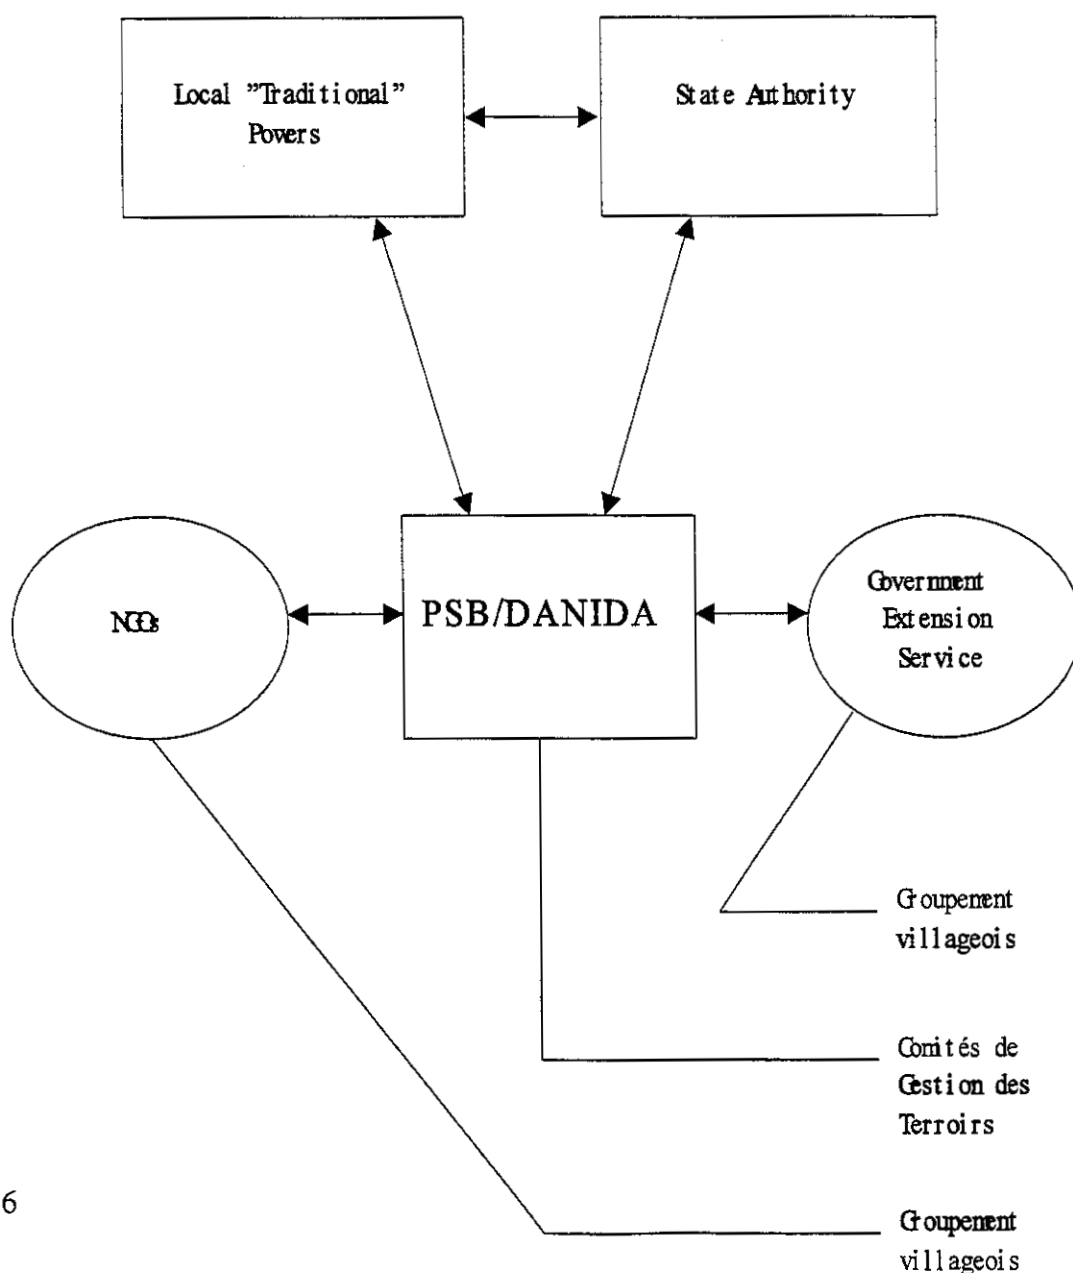 Local ”Traditional”
Powers
State Authority
NGOs
PSB/DANIDA
Government
Extension
Service
Groupement
villageois
Comités de
Gestion des
Terroirs
6
Groupement
villageois